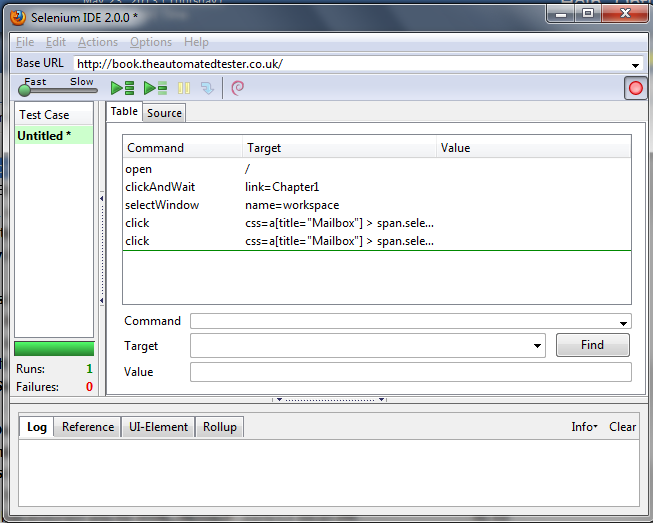 Selenium IDE 2.0.0 *
File Edit Actions Options Help
Base URL http://book.theautomatedtester.co.uk/
Fast Slow
Test Case
Untitled *
Table Source
Command Target Value
open /
clickAndWait link=Chapter1
selectWindow name=workspace
click css=a[title="Mailbox"] > span.sele...
click css=a[title="Mailbox"] > span.sele...
Command
Target Find
Value
Runs: 1
Failures: 0
Log Reference UI-Element Rollup Info Clear